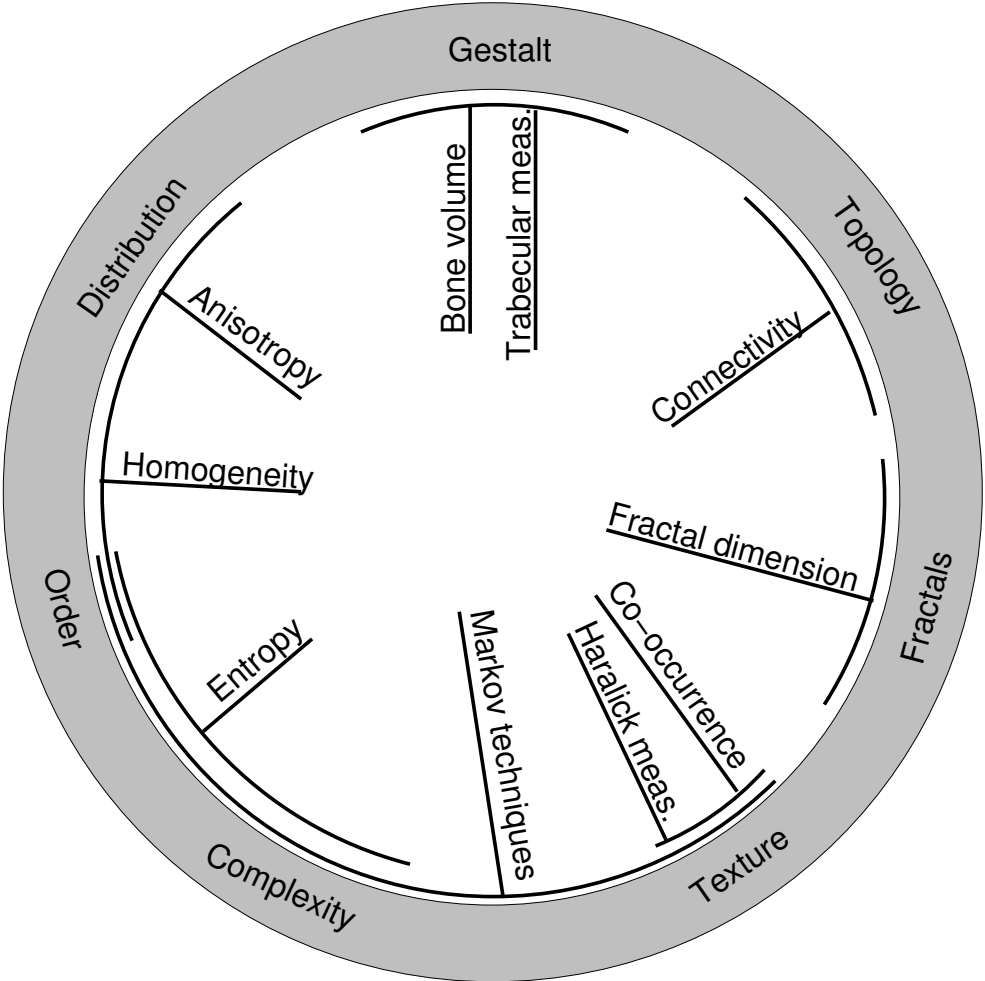 Gestalt
Topology
Fractals
Texture
Complexity
Order
Distribution
Bone volume
Trabecular meas.
Connectivity
Fractal dimension
Co−occurrence
Haralick meas.
Markov techniques
Entropy
Homogeneity
Anisotropy